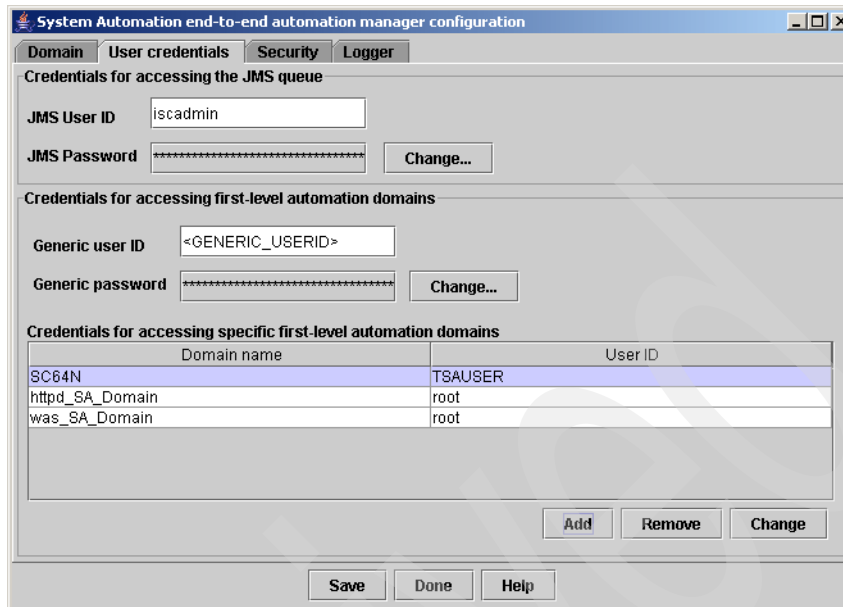 System Automation end-to-end automation manager configuration
Domain User credentials Security Logger
Credentials for accessing the JMS queue
JMS User ID iscadmin
JMS Password ********************************* Change...
Credentials for accessing first-level automation domains
Generic user ID <GENERIC_USERID>
Generic password ********************************* Change...
Credentials for accessing specific first-level automation domains
Domain name User ID
SC64N TSAUSER
httpd_SA_Domain root
was_SA_Domain root
Add Remove Change
Save Done Help